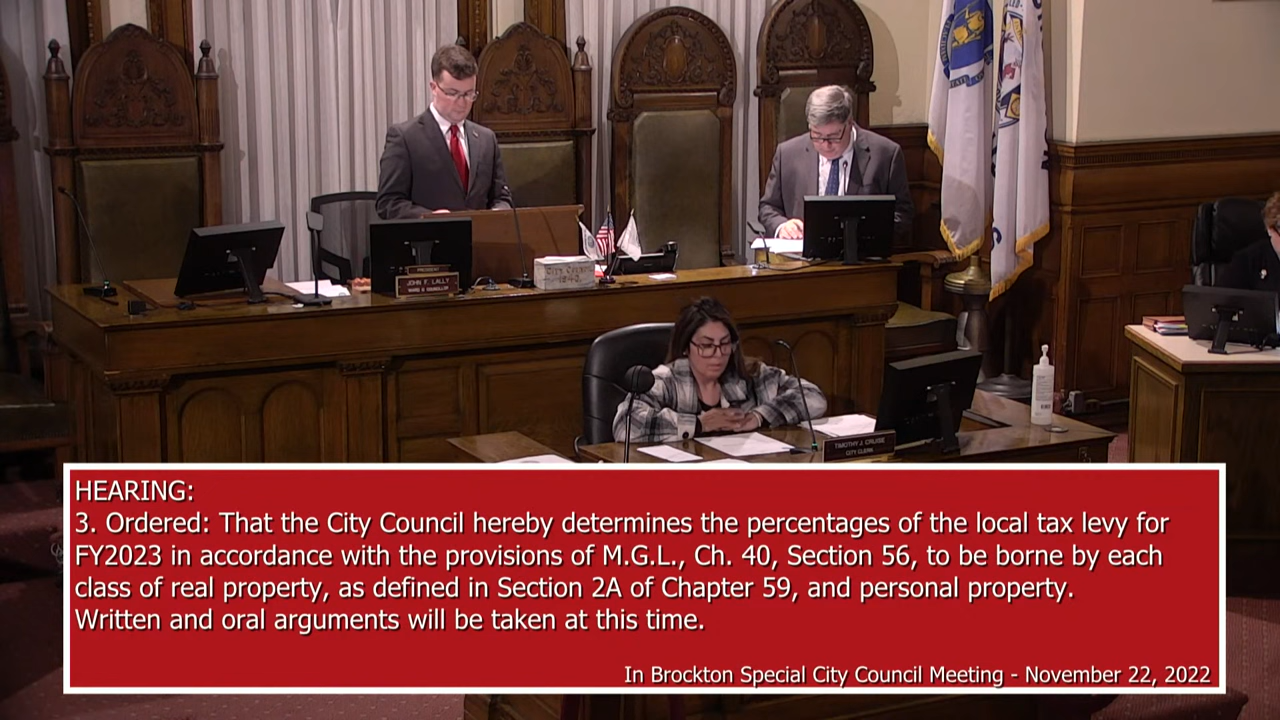 PRESIDENT
JOHN F. LALLY
CITY COUNCIL
TIMOTHY J. CRUISE
CITY CLERK
HEARING:
3. Ordered: That the City Council hereby determines the percentages of the local tax levy for
FY2023 in accordance with the provisions of M.G.L., Ch. 40, Section 56, to be borne by each
class of real property, as defined in Section 2A of Chapter 59, and personal property.
Written and oral arguments will be taken at this time.
In Brockton Special City Council Meeting - November 22, 2022